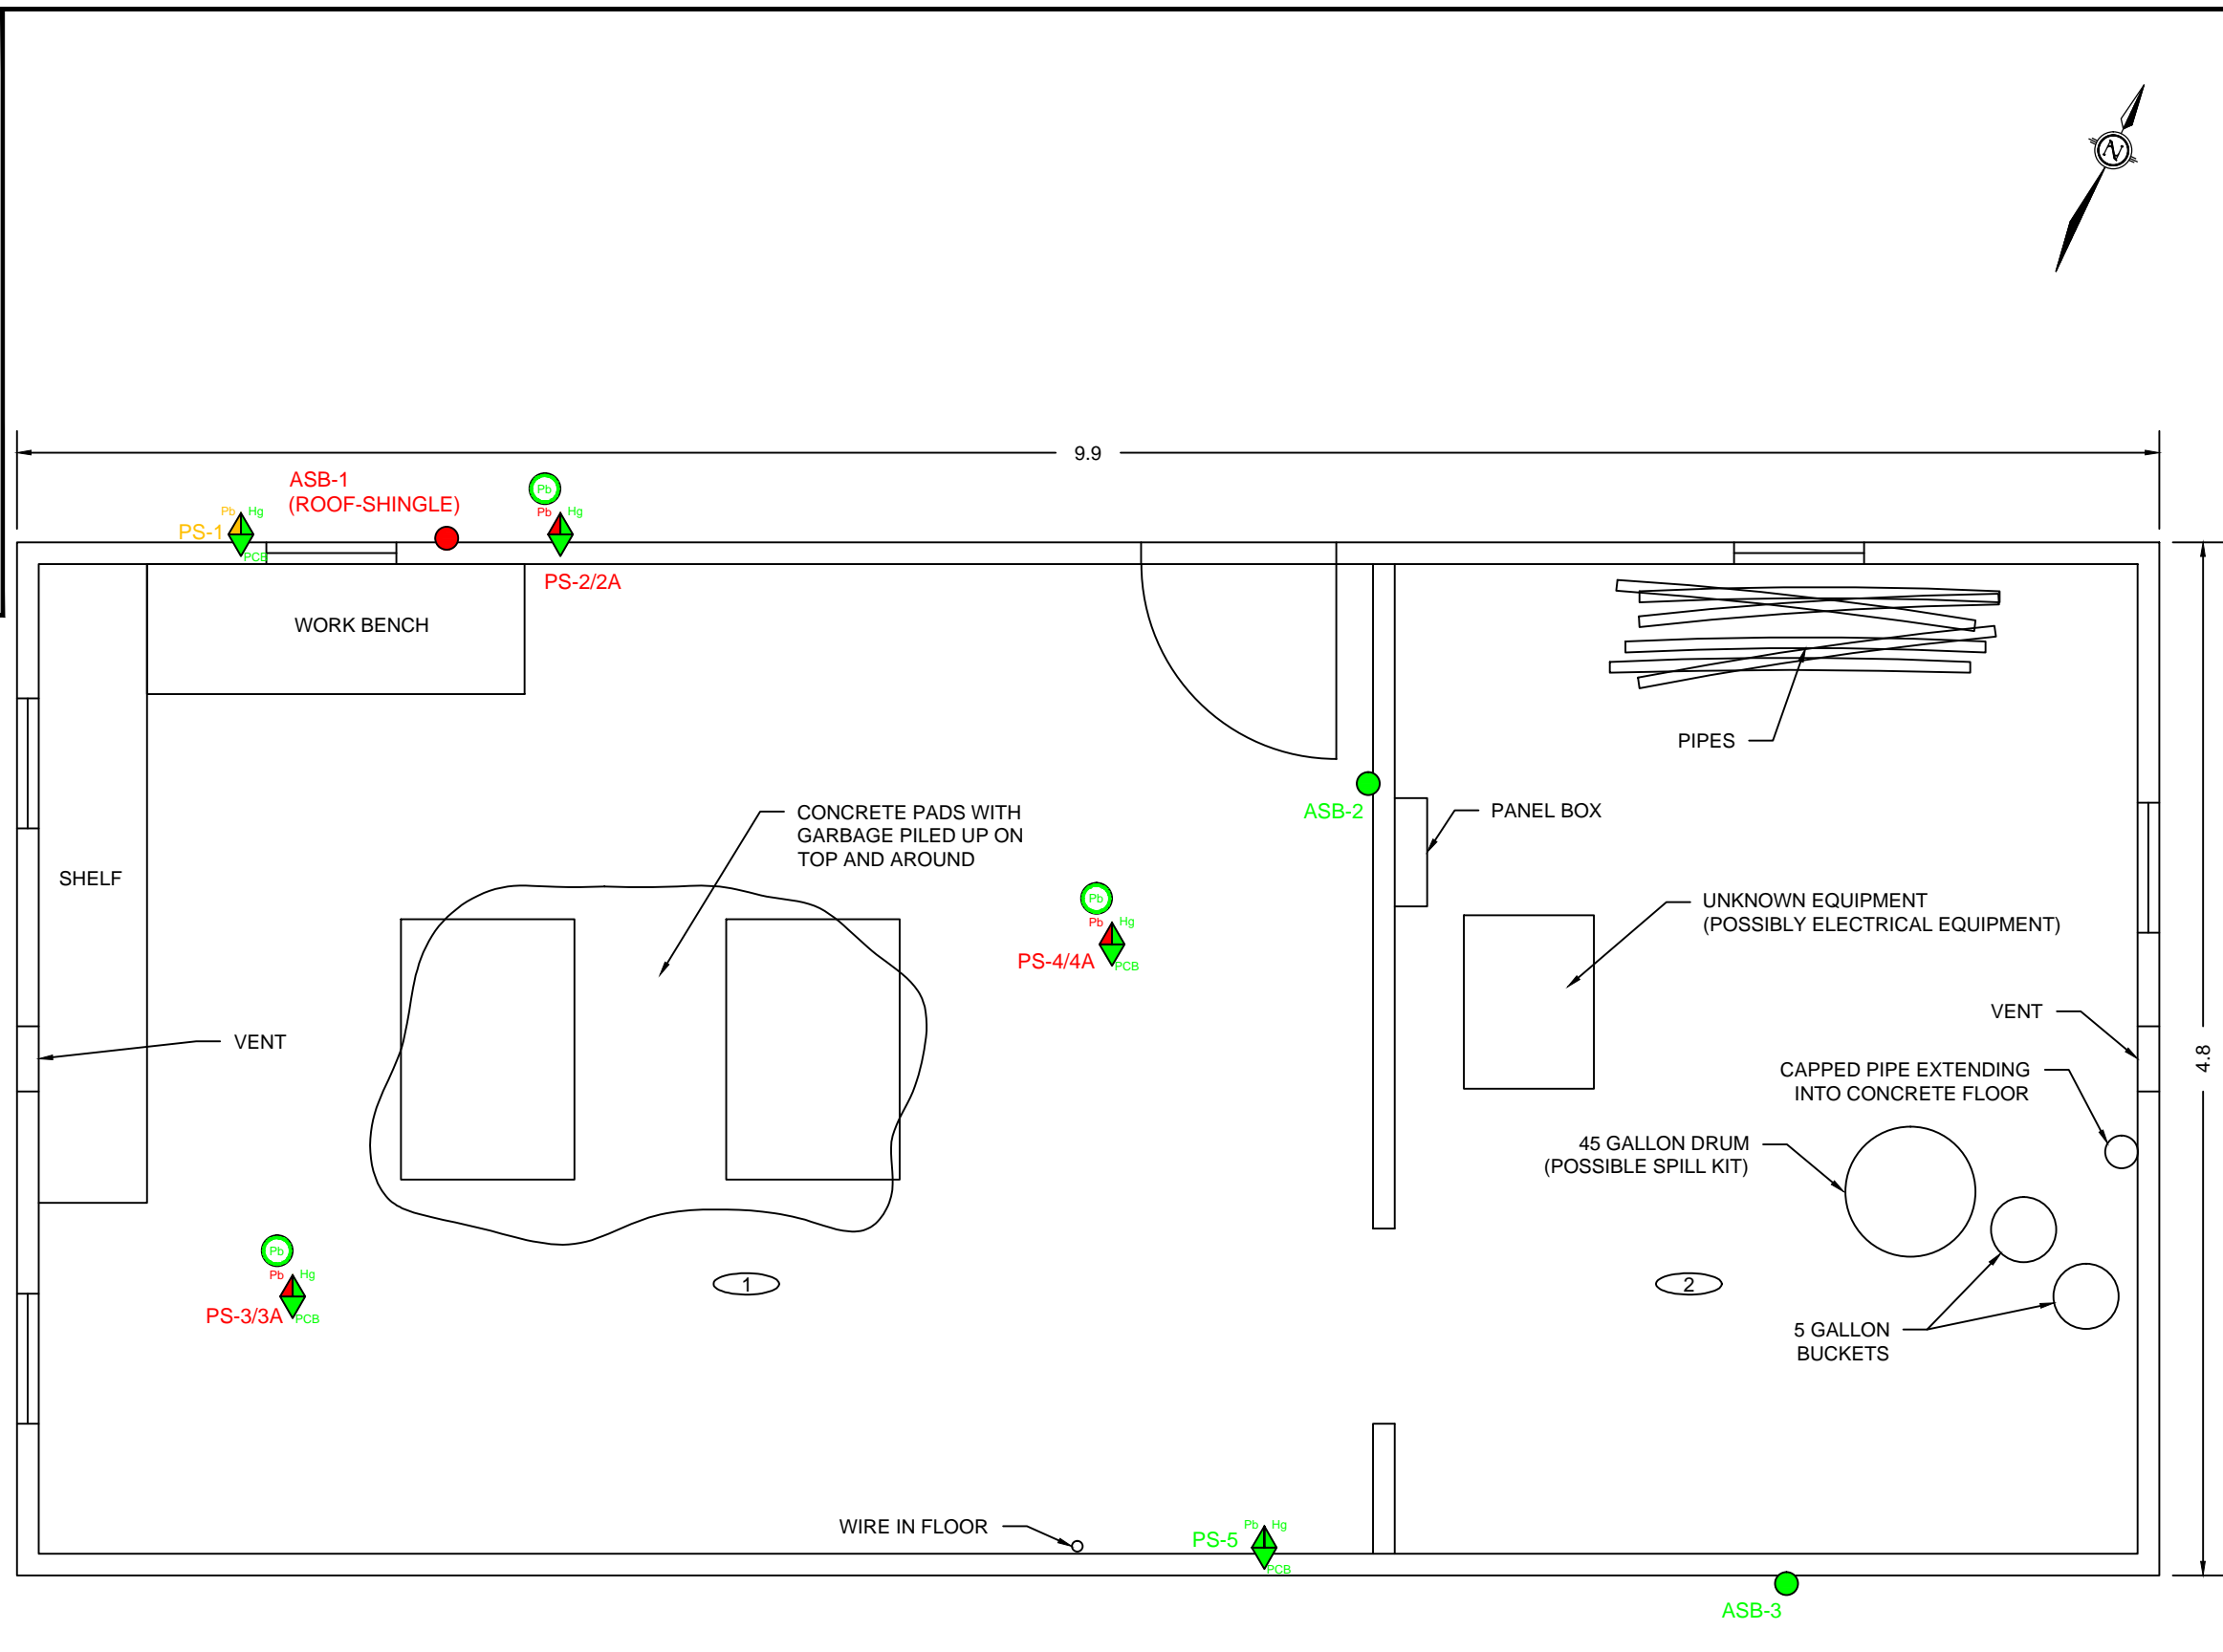 N
9.9
ASB-1
(ROOF-SHINGLE)
Pb
Pb Hg
PS-1
PCB
Pb Hg
PS-2/2A
WORK BENCH
PIPES
CONCRETE PADS WITH
GARBAGE PILED UP ON
TOP AND AROUND
ASB-2
PANEL BOX
SHELF
Pb
Pb Hg
PS-4/4A
PCB
UNKNOWN EQUIPMENT
(POSSIBLY ELECTRICAL EQUIPMENT)
VENT
VENT
4.8
CAPPED PIPE EXTENDING
INTO CONCRETE FLOOR
45 GALLON DRUM
(POSSIBLE SPILL KIT)
Pb
Pb Hg
PS-3/3A
PCB
1
2
5 GALLON
BUCKETS
WIRE IN FLOOR
Pb Hg
PS-5
PCB
ASB-3